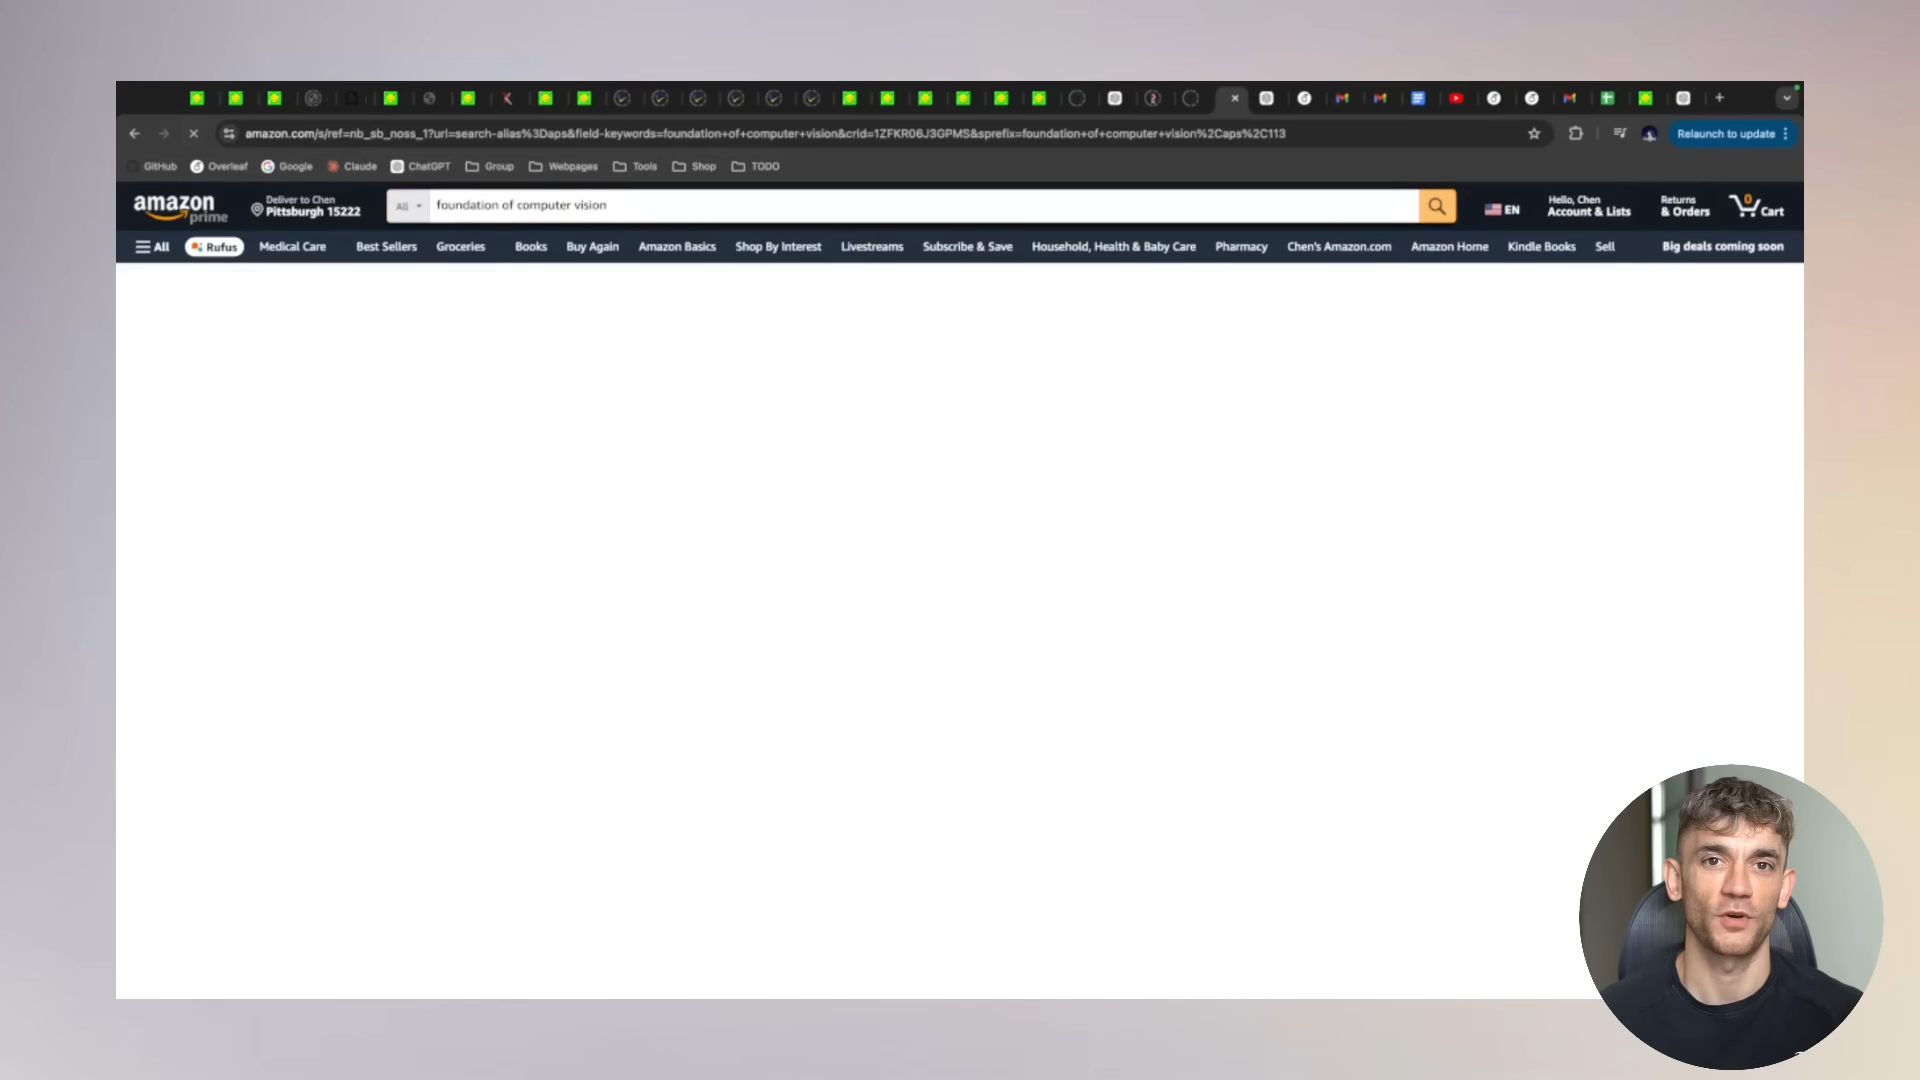 amazon.com/s/ref=nb_sb_noss_1?url=search-alias%3Daps&field-keywords=foundation+of+computer+vision&crid=1ZFKR06J3GPMS&sprefix=foundation+of+computer+vision%2Caps%2C113
Relaunch to update
GitHub Overleaf Google Claude ChatGPT Group Webpages Tools Shop TODO
amazon prime
Deliver to Chen
Pittsburgh 15222
All
foundation of computer vision
EN
Hello, Chen
Account & Lists
Returns
& Orders
0
Cart
All Rufus Medical Care Best Sellers Groceries Books Buy Again Amazon Basics Shop By Interest Livestreams Subscribe & Save Household, Health & Baby Care Pharmacy Chen's Amazon.com Amazon Home Kindle Books Sell Big deals coming soon